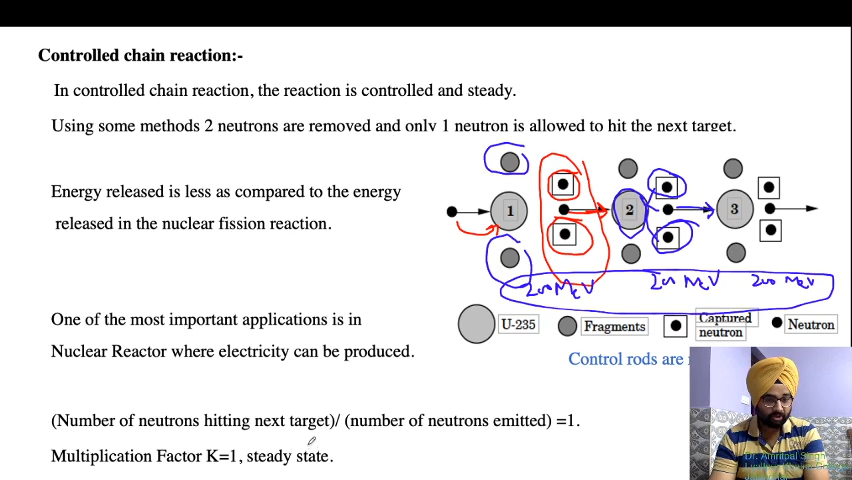 Controlled chain reaction:-
In controlled chain reaction, the reaction is controlled and steady.
Using some methods 2 neutrons are removed and only 1 neutron is allowed to hit the next target.
Energy released is less as compared to the energy
released in the nuclear fission reaction.
1
2
3
200 MeV
200 MeV
200 MeV
U-235
Fragments
Captured
neutron
Neutron
One of the most important applications is in
Nuclear Reactor where electricity can be produced.
Control rods are
(Number of neutrons hitting next target)/ (number of neutrons emitted) =1.
Multiplication Factor K=1, steady state.
Dr. Amritpal Singh